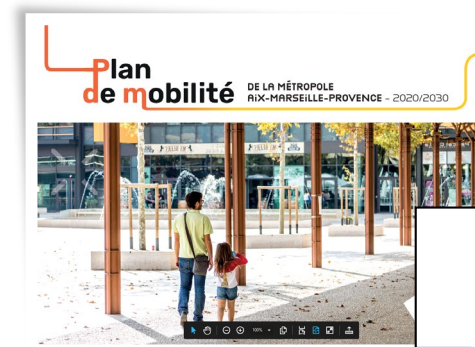 Plan
de mobilité
DE LA MÉTROPOLE
AiX-MARSEiLLE-PROVENCE - 2020/2030
100%